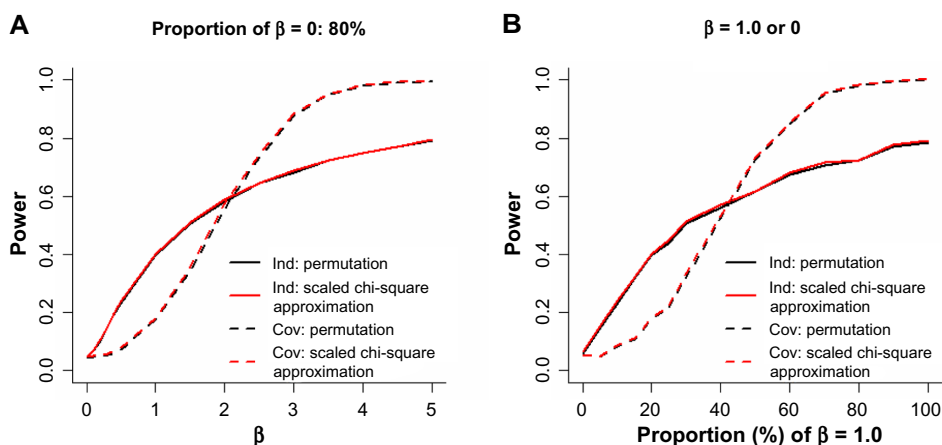 A
Proportion of β = 0: 80%
Power
1.0
0.8
0.6
0.4
0.2
0.0
Ind: permutation
Ind: scaled chi-square
approximation
Cov: permutation
Cov: scaled chi-square
approximation
0 1 2 3 4 5
β
B
β = 1.0 or 0
Power
1.0
0.8
0.6
0.4
0.2
0.0
Ind: permutation
Ind: scaled chi-square
approximation
Cov: permutation
Cov: scaled chi-square
approximation
0 20 40 60 80 100
Proportion (%) of β = 1.0